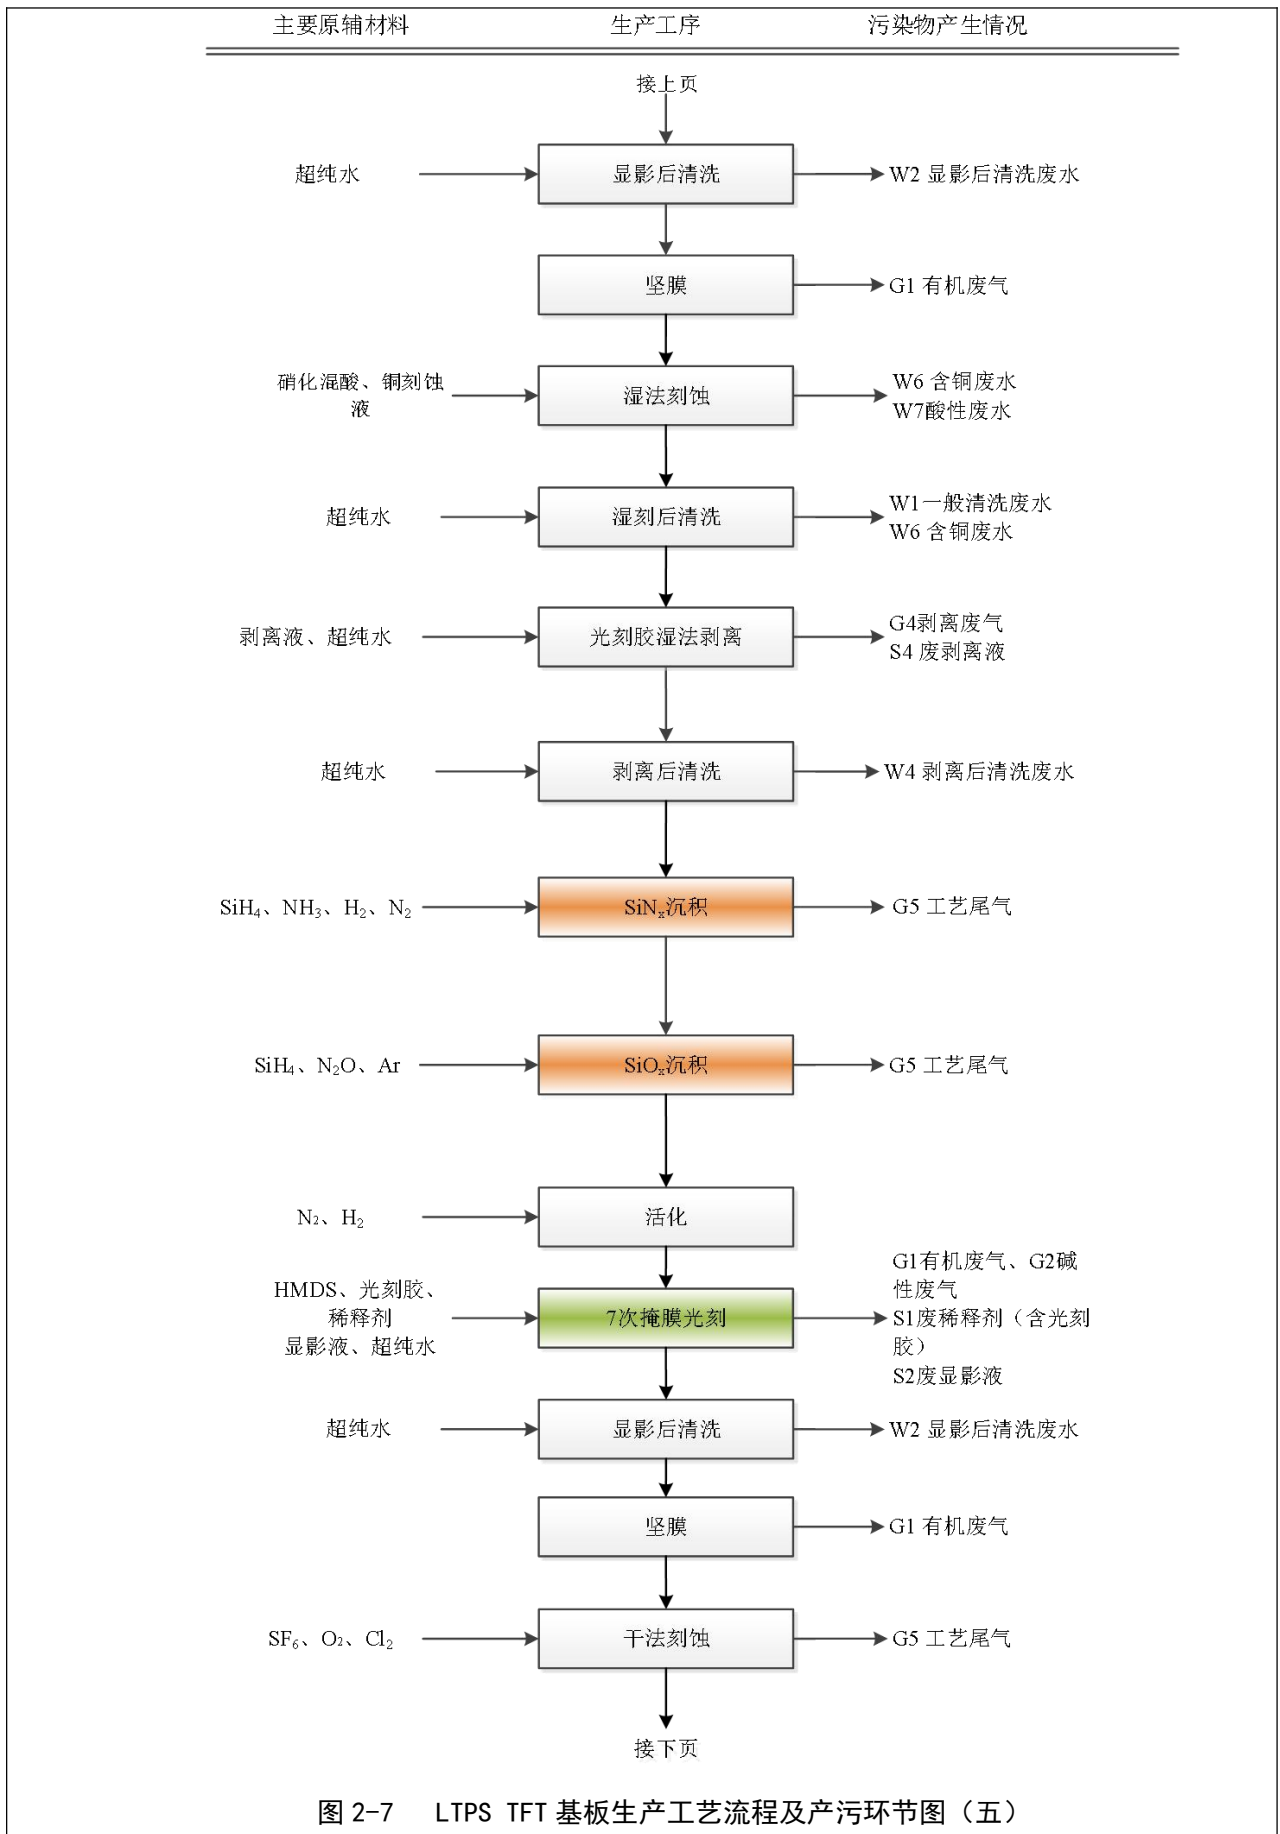 主要原辅材料 生产工序 污染物产生情况
接上页
超纯水 显影后清洗 W2 显影后清洗废水
坚膜 G1 有机废气
硝化混酸、铜刻蚀
液
湿法刻蚀
W6 含铜废水
W7酸性废水
超纯水 湿刻后清洗
W1一般清洗废水
W6 含铜废水
剥离液、超纯水 光刻胶湿法剥离
G4剥离废气
S4 废剥离液
超纯水 剥离后清洗 W4 剥离后清洗废水
SiH₄、NH₃、H₂、N₂ SiNₓ沉积 G5 工艺尾气
SiH₄、N₂O、Ar SiOₓ沉积 G5 工艺尾气
N₂、H₂ 活化
HMDS、光刻胶、
稀释剂
显影液、超纯水
7次掩膜光刻
G1有机废气、G2碱
性废气
S1废稀释剂（含光刻
胶）
S2废显影液
超纯水 显影后清洗 W2 显影后清洗废水
坚膜 G1 有机废气
SF₆、O₂、Cl₂ 干法刻蚀 G5 工艺尾气
接下页
图 2-7 LTPS TFT 基板生产工艺流程及产污环节图（五）